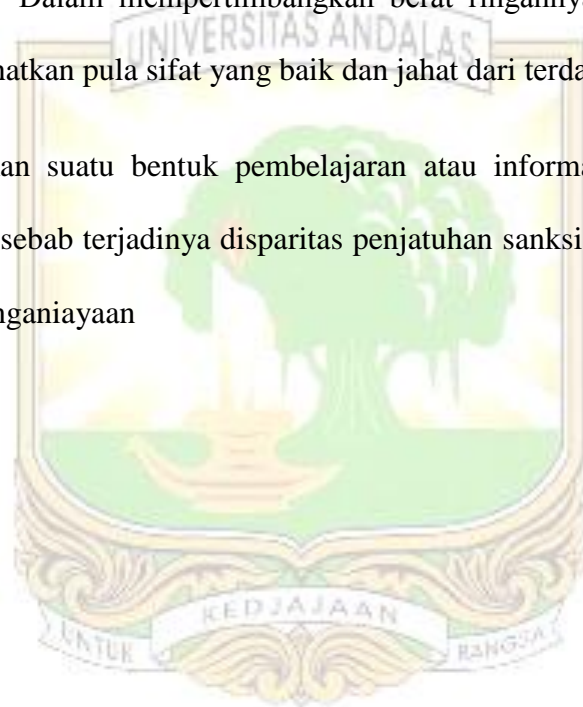 Dalam mempertimbangkan berat ringannya
UNIVERSITAS ANDALAS
hatkan pula sifat yang baik dan jahat dari terda
an suatu bentuk pembelajaran atau informa
sebab terjadinya disparitas penjatuhan sanksi
nganiayaan
KEDJAJAAN
UNTUK
BANGSA